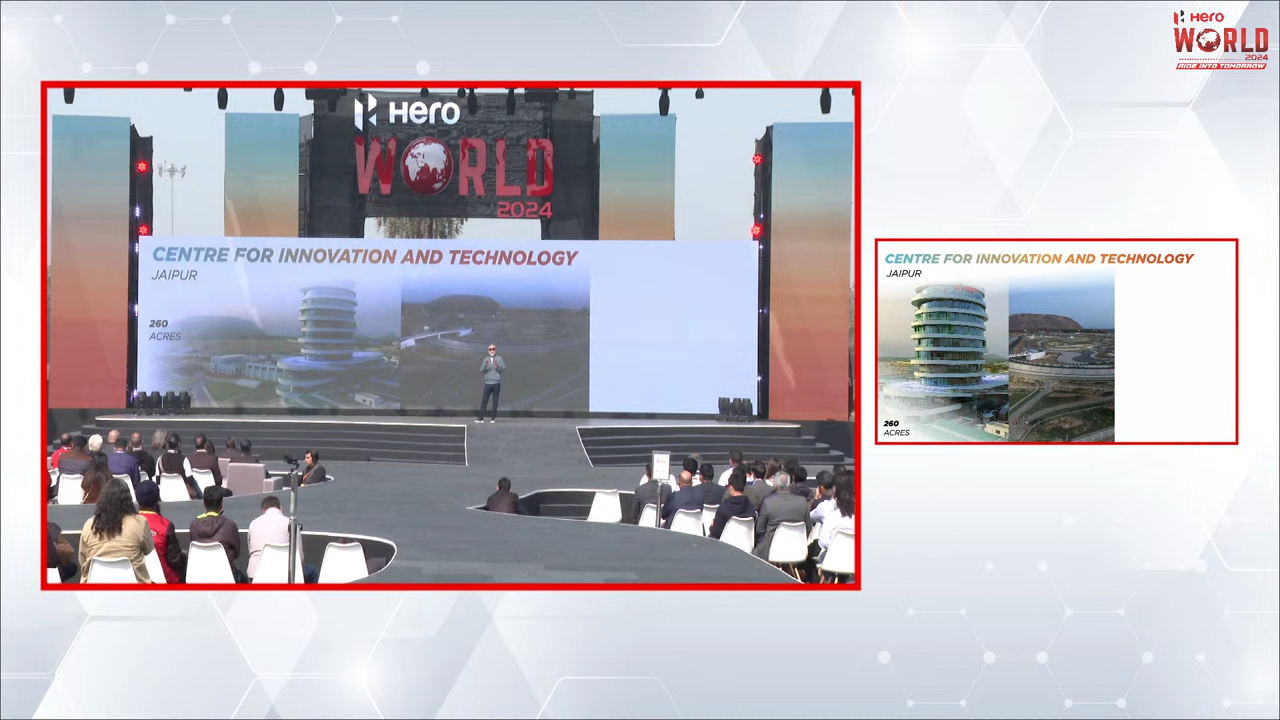 Hero
WORLD
2024
RIDE INTO TOMORROW
Hero
WORLD
2024
CENTRE FOR INNOVATION AND TECHNOLOGY
JAIPUR
260
ACRES
CENTRE FOR INNOVATION AND TECHNOLOGY
JAIPUR
260
ACRES